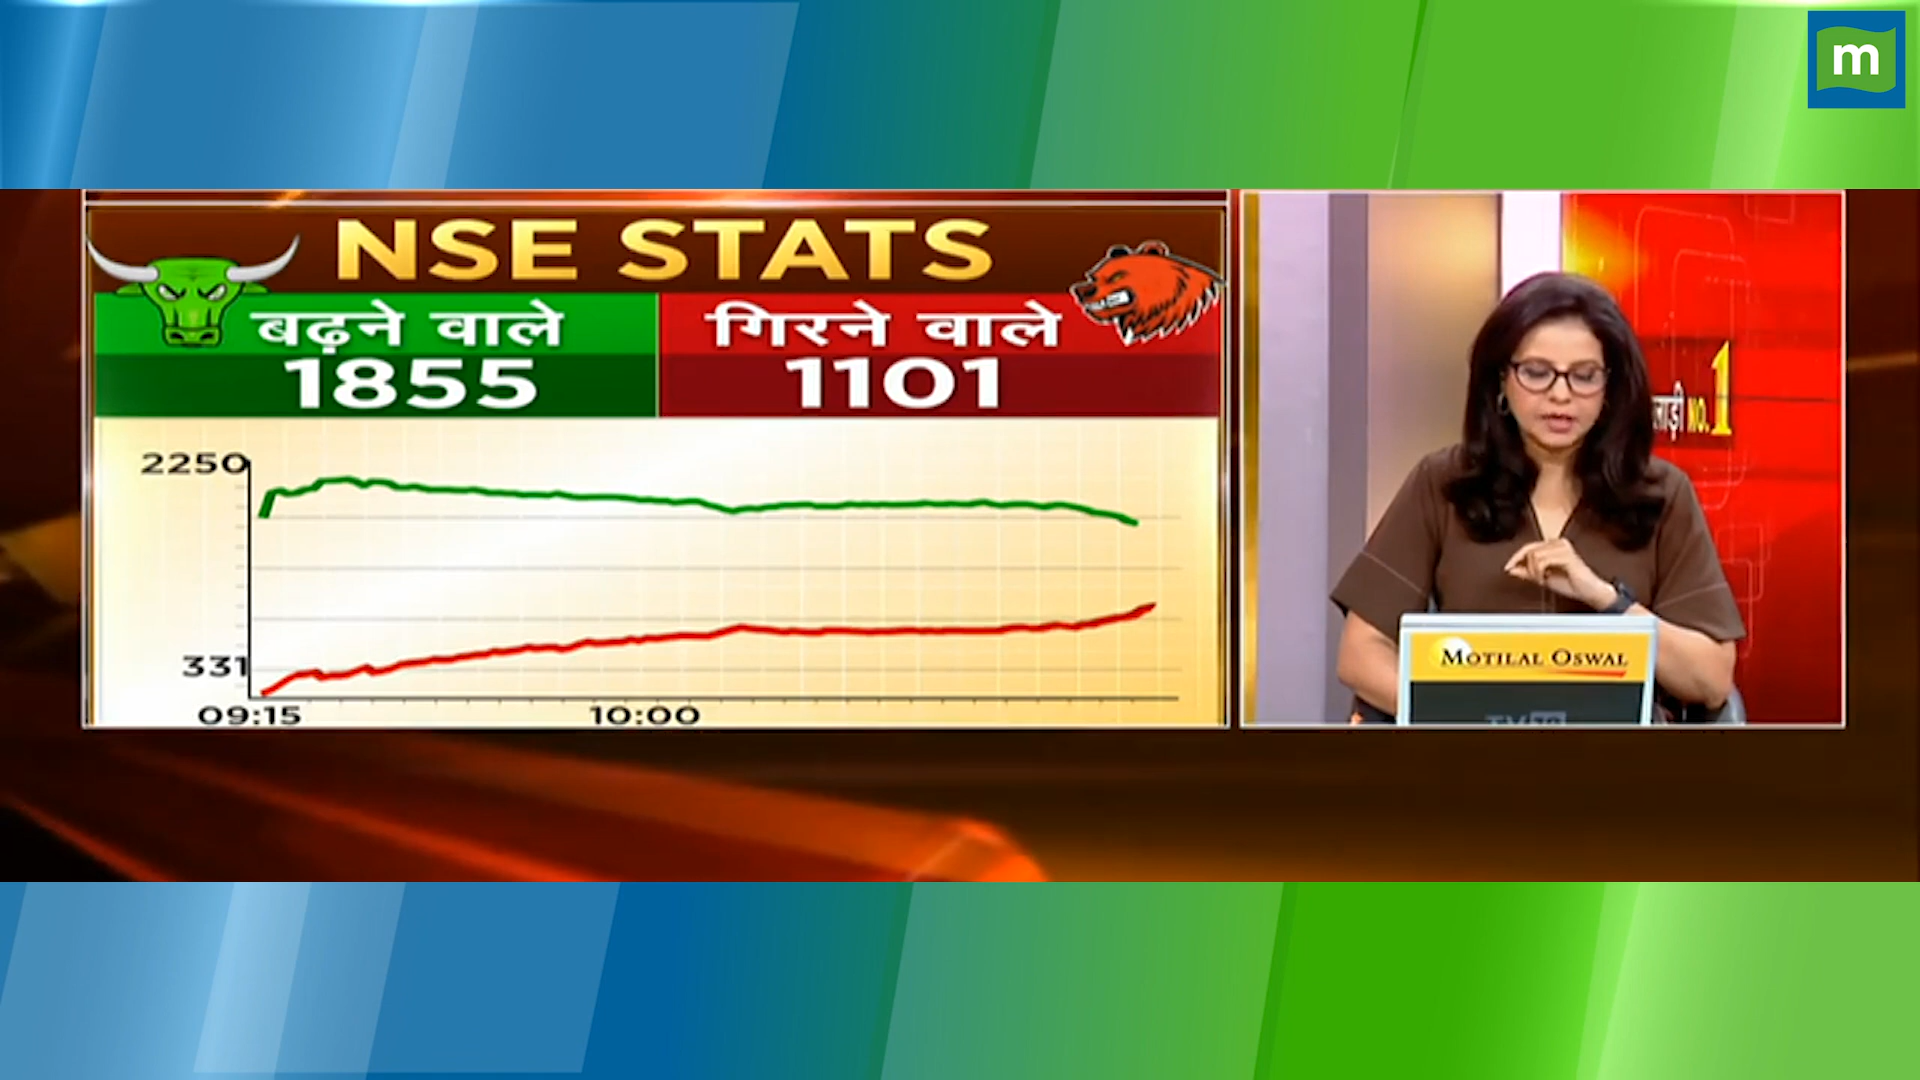 m
NSE STATS
बढ़ने वाले
गिरने वाले
1855
1101
2250
331
09:15
10:00
NO.1
MOTILAL OSWAL